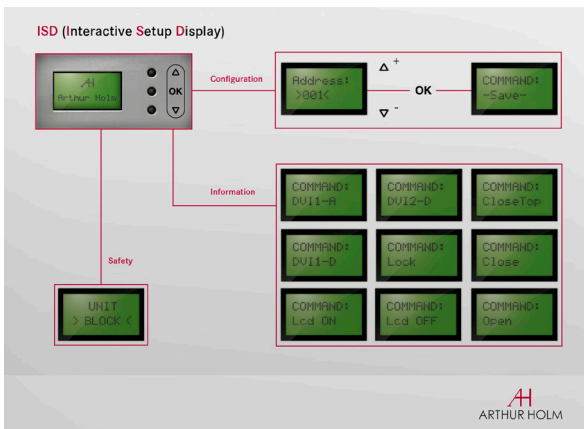 ISD (Interactive Setup Display)
AH
Arthur Holm
OK
Configuration
Address:
>001<
+
OK
-
COMMAND:
-Save-
Information
COMMAND:
DVI1-A
COMMAND:
DVI2-D
COMMAND:
CloseTop
COMMAND:
DVI1-D
COMMAND:
Lock
COMMAND:
Close
COMMAND:
Lcd ON
COMMAND:
Lcd OFF
COMMAND:
Open
Safety
UNIT
> BLOCK <
AH
ARTHUR HOLM